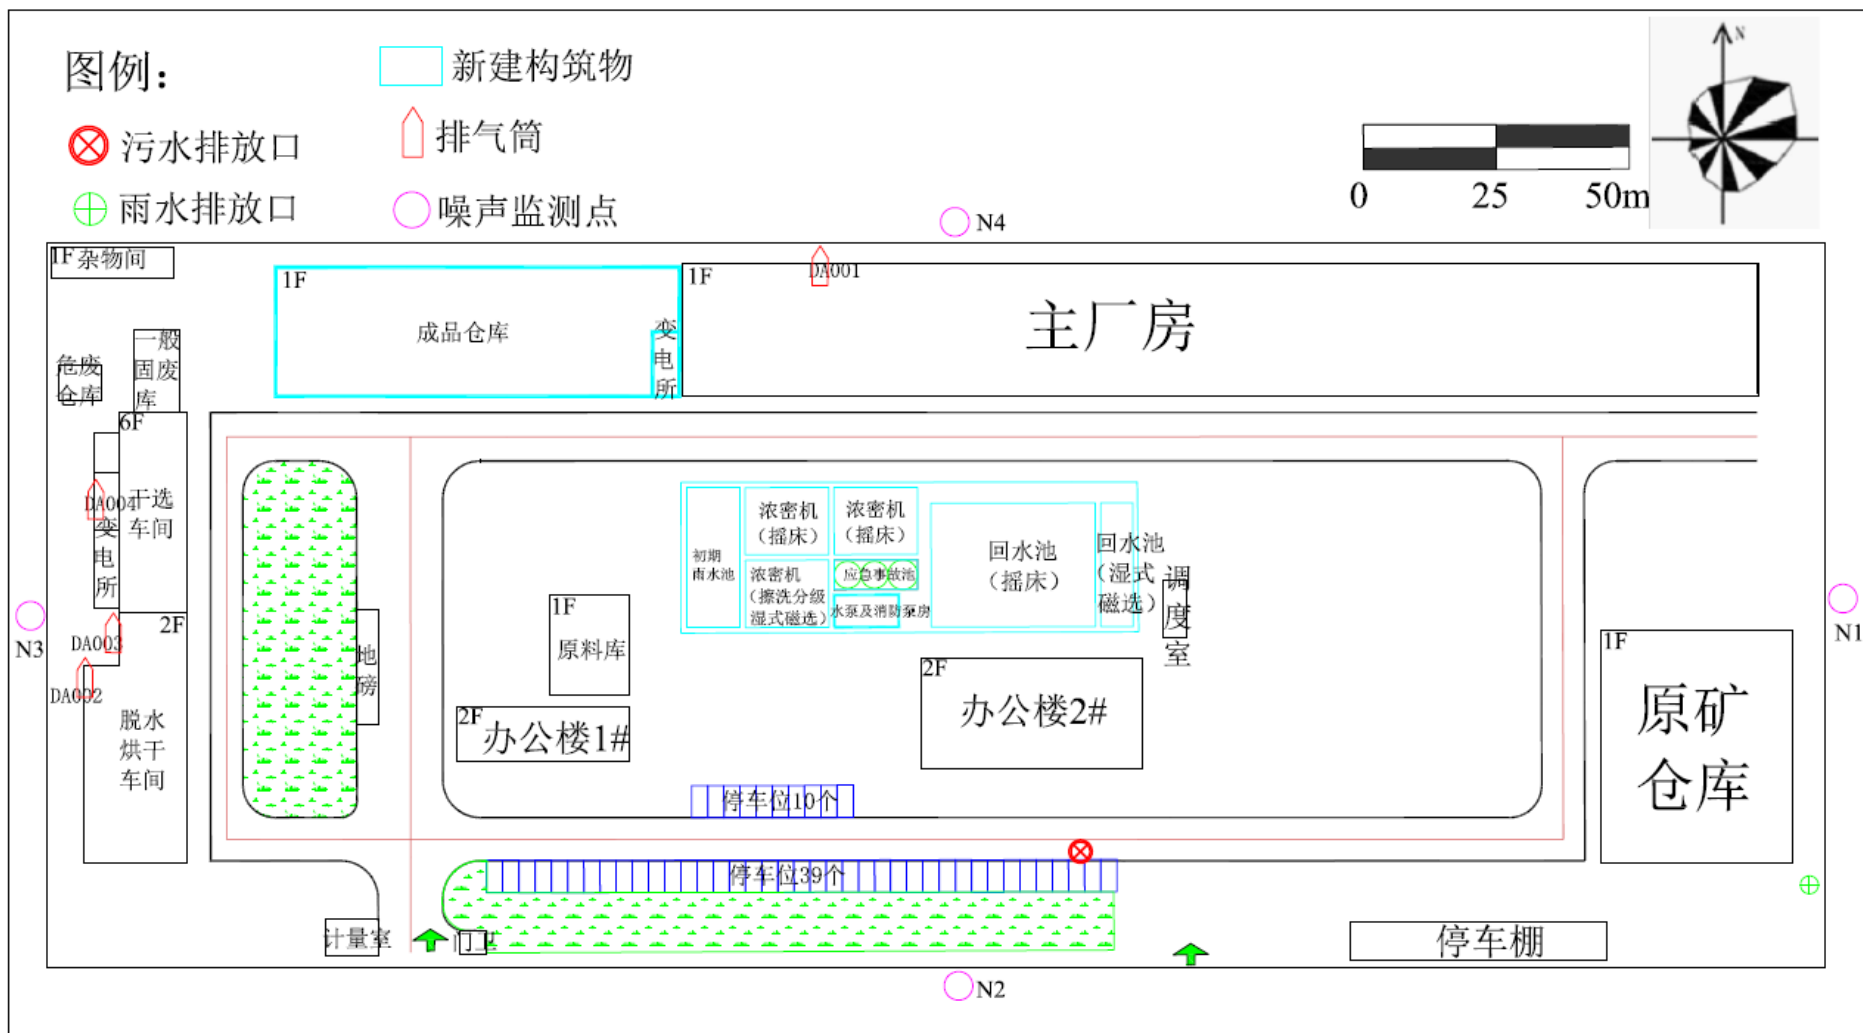 图例：
新建构筑物
污水排放口
排气筒
雨水排放口
噪声监测点
0 25 50m
N
N4
1F 杂物间
1F
成品仓库
变电所
1F
DA001
主厂房
危废
仓库
一般
固废
库
6F
干选
车间
DA004
变电所
2F
DA003
DA002
脱水
烘干
车间
N3
地磅
初期
雨水池
浓密机
（摇床）
浓密机
（摇床）
浓密机
（擦洗分级
湿式磁选）
应急事故池
水泵及消防泵房
回水池
（摇床）
回水池
（湿式
磁选）
调度室
1F
原料库
2F
办公楼1#
2F
办公楼2#
N1
1F
原矿
仓库
停车位10个
停车位39个
计量室
门卫
停车棚
N2